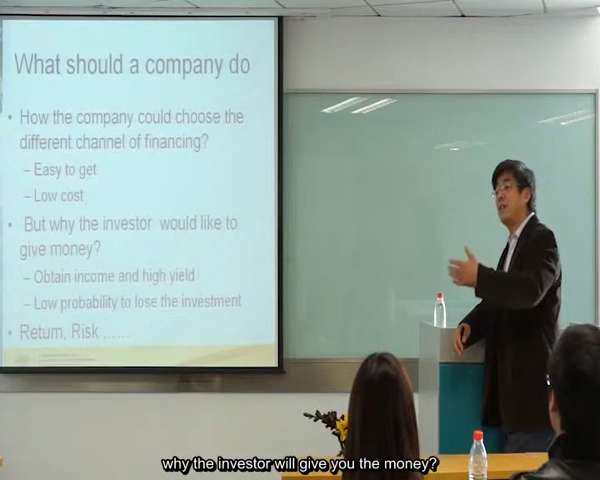 What should a company do
• How the company could choose the
different channel of financing?
– Easy to get
– Low cost
• But why the investor would like to
give money?
– Obtain income and high yield
– Low probability to lose the investment
• Return, Risk ……
why the investor will give you the money?